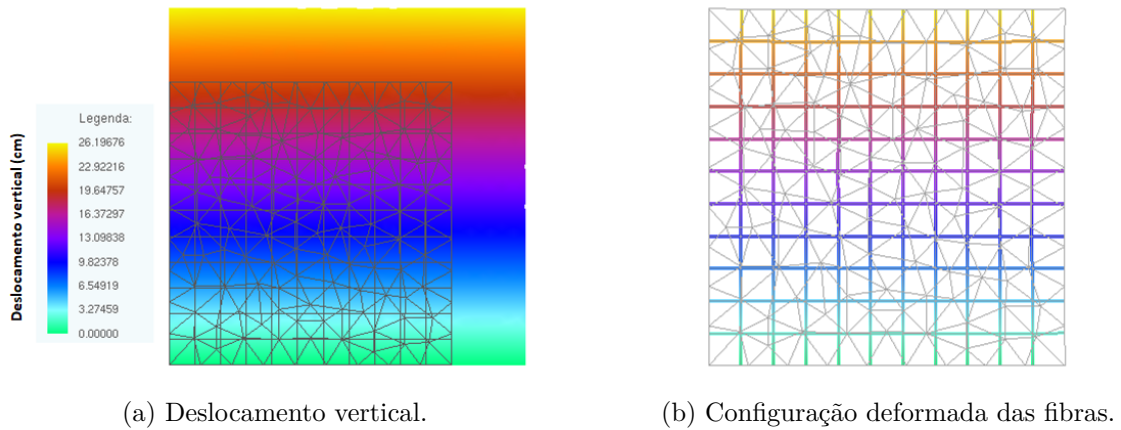 Deslocamento vertical (cm)
Legenda:
26.19676
22.92216
19.64757
16.37297
13.09838
9.82378
6.54919
3.27459
0.00000
(a) Deslocamento vertical.
(b) Configuração deformada das fibras.